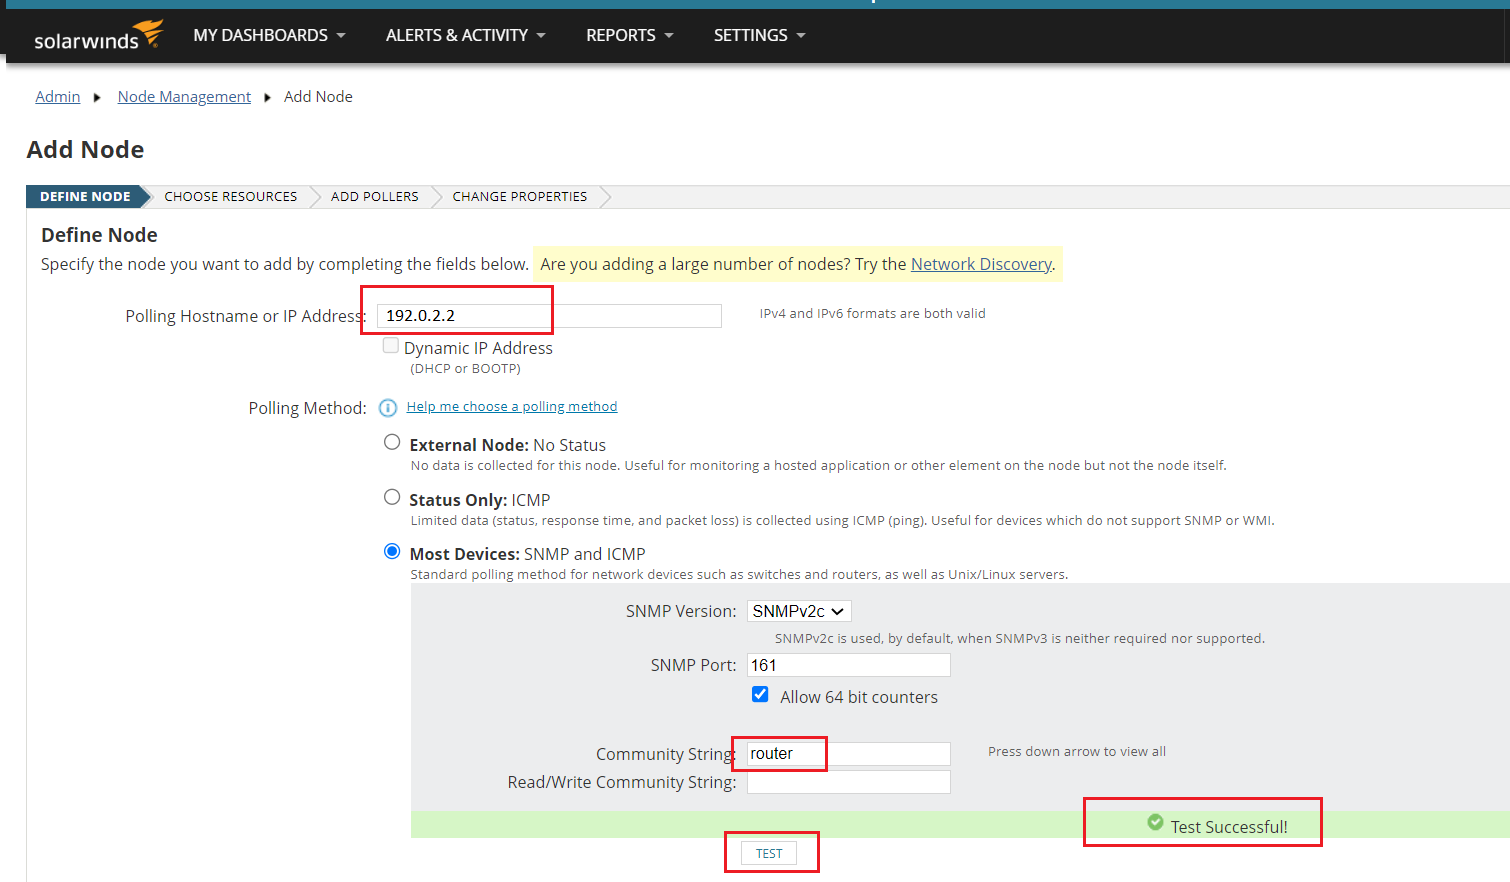 solarwinds MY DASHBOARDS ALERTS & ACTIVITY REPORTS SETTINGS
Admin Node Management Add Node
Add Node
DEFINE NODE CHOOSE RESOURCES ADD POLLERS CHANGE PROPERTIES
Define Node
Specify the node you want to add by completing the fields below. Are you adding a large number of nodes? Try the Network Discovery.
Polling Hostname or IP Address: 192.0.2.2 IPv4 and IPv6 formats are both valid
Dynamic IP Address
(DHCP or BOOTP)
Polling Method: Help me choose a polling method
External Node: No Status
No data is collected for this node. Useful for monitoring a hosted application or other element on the node but not the node itself.
Status Only: ICMP
Limited data (status, response time, and packet loss) is collected using ICMP (ping). Useful for devices which do not support SNMP or WMI.
Most Devices: SNMP and ICMP
Standard polling method for network devices such as switches and routers, as well as Unix/Linux servers.
SNMP Version: SNMPv2c
SNMPv2c is used, by default, when SNMPv3 is neither required nor supported.
SNMP Port: 161
Allow 64 bit counters
Community String: router Press down arrow to view all
Read/Write Community String:
Test Successful!
TEST